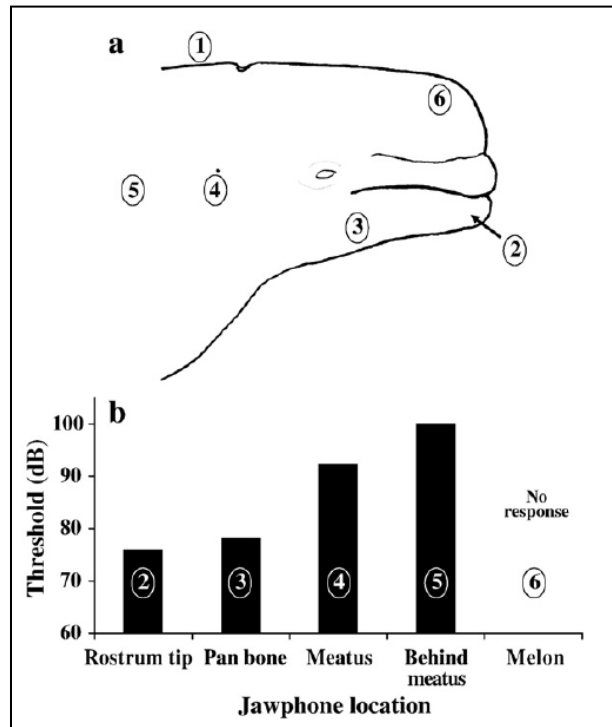 a
1
6
5
4
3
2
b
Threshold (dB)
100
90
80
70
60
No
response
2
3
4
5
6
Rostrum tip
Pan bone
Meatus
Behind
meatus
Melon
Jawphone location